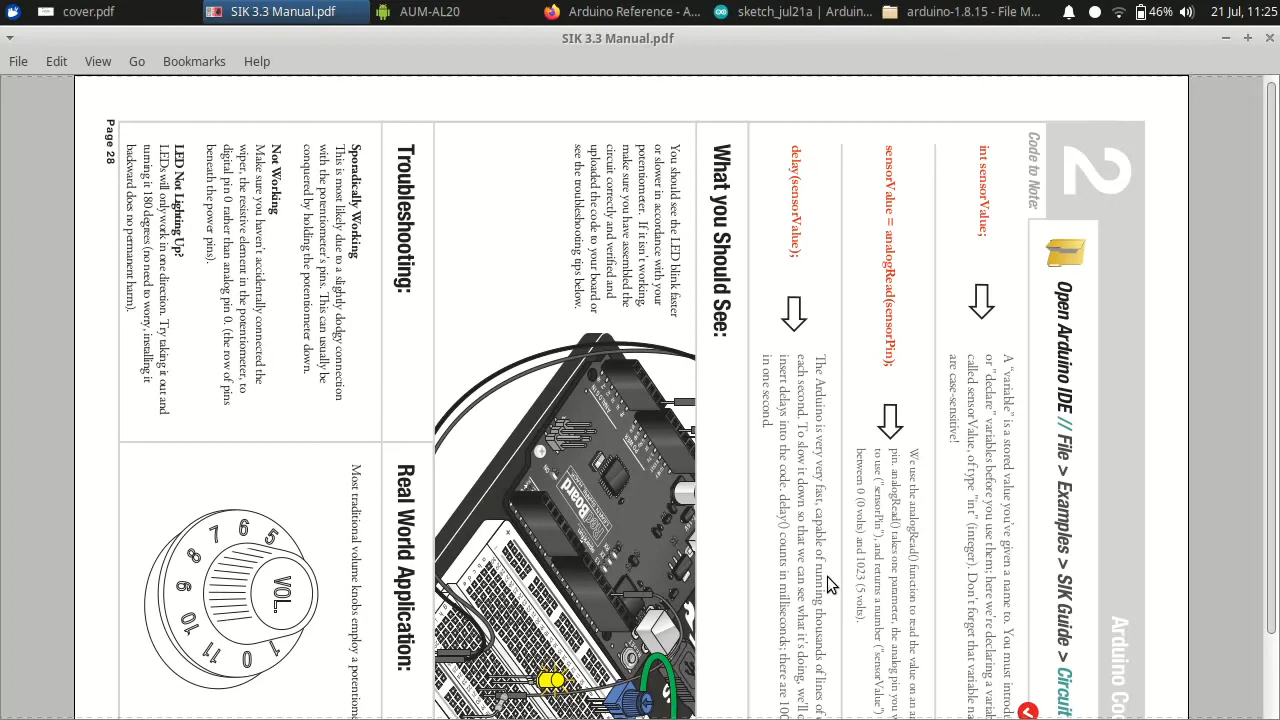 cover.pdf
SIK 3.3 Manual.pdf
AUM-AL20
Arduino Reference - A...
sketch_jul21a | Arduin...
arduino-1.8.15 - File M...
46%
21 Jul, 11:25
SIK 3.3 Manual.pdf
File Edit View Go Bookmarks Help
2
Arduino Co
Code to Note:
Open Arduino IDE // File > Examples > SIK Guide > Circuit
int sensorValue;
A "variable" is a stored value you've given a name to. You must introd
or "declare" variables before you use them; here we're declaring a variab
called sensorValue, of type "int" (integer). Don't forget that variable na
are case-sensitive!
sensorValue = analogRead(sensorPin);
We use the analogRead() function to read the value on an an
pin. analogRead() takes one parameter, the analog pin you w
to use ("sensorPin"), and returns a number ("sensorValue")
between 0 (0 volts) and 1023 (5 volts).
delay(sensorValue);
The Arduino is very very fast, capable of running thousands of lines of
each second. To slow it down so that we can see what it's doing, we'll
insert delays into the code. delay() counts in milliseconds; there are 100
in one second.
What you Should See:
You should see the LED blink faster
or slower in accordance with your
potentiometer. If it isn't working,
make sure you have assembled the
circuit correctly and verified and
uploaded the code to your board or
see the troubleshooting tips below.
Board
ON
Troubleshooting:
Sporadically Working
This is most likely due to a slightly dodgy connection
with the potentiometer's pins. This can usually be
conquered by holding the potentiometer down.
Not Working
Make sure you haven't accidentally connected the
wiper, the resistive element in the potentiometer, to
digital pin 0 rather than analog pin 0. (the row of pins
beneath the power pins).
LED Not Lighting Up?
LEDs will only work in one direction. Try taking it out and
turning it 180 degrees (no need to worry, installing it
backward does no permanent harm).
Real World Application:
Most traditional volume knobs employ a potentiom
VOL.
5
6
8
9
10
11
0
1
Page 28